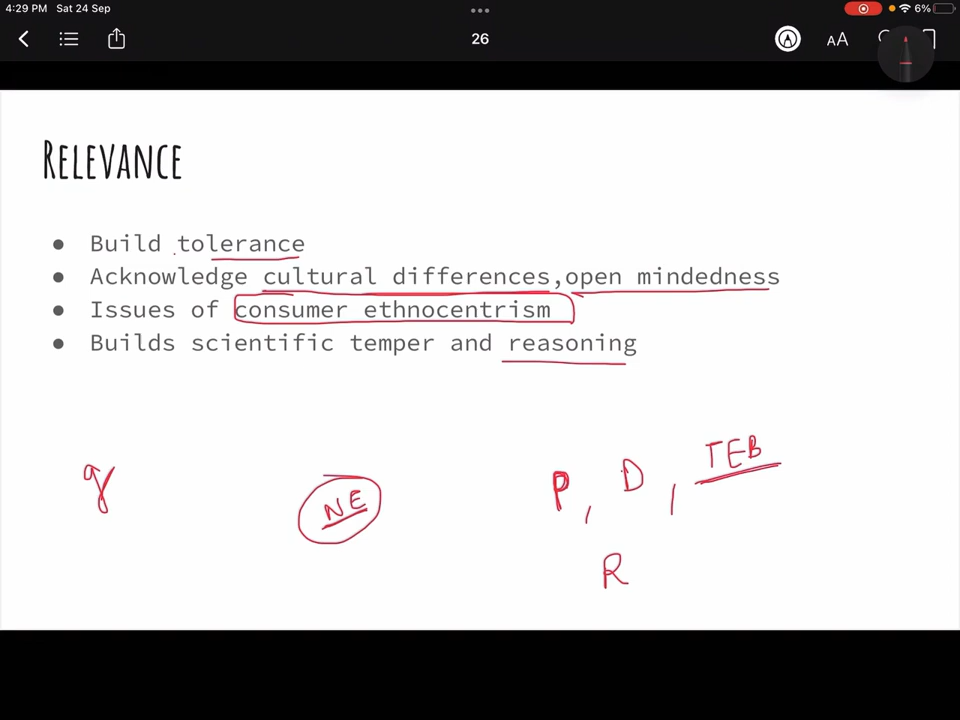 4:29 PM Sat 24 Sep 6%
26 AA
RELEVANCE
● Build tolerance
● Acknowledge cultural differences,open mindedness
● Issues of consumer ethnocentrism
● Builds scientific temper and reasoning
NE P, D, TEB
R